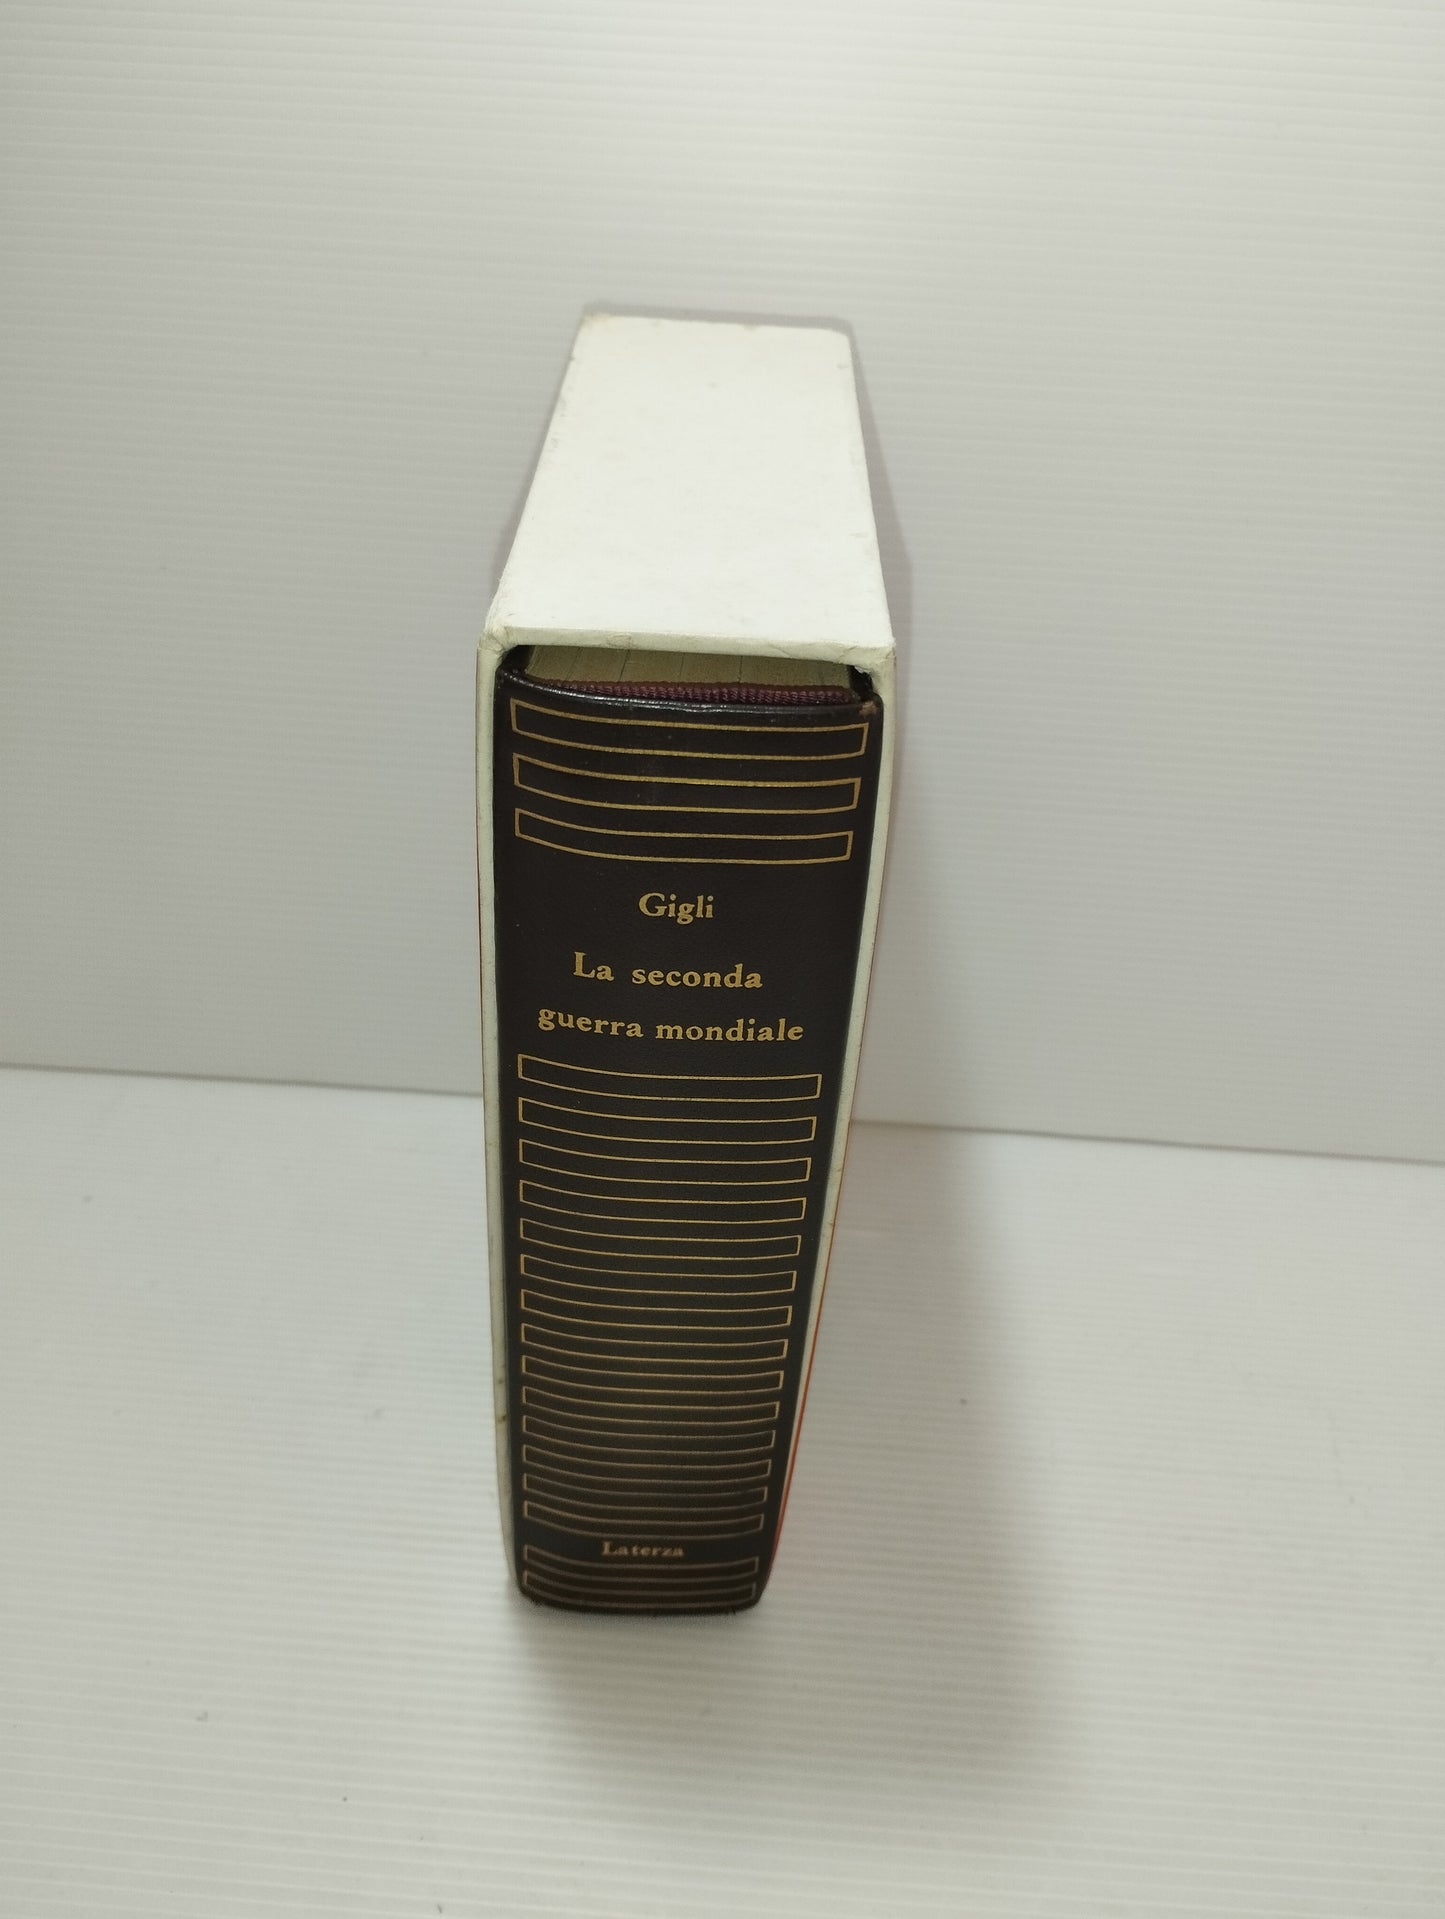 Gigli
La seconda
guerra mondiale
Laterza